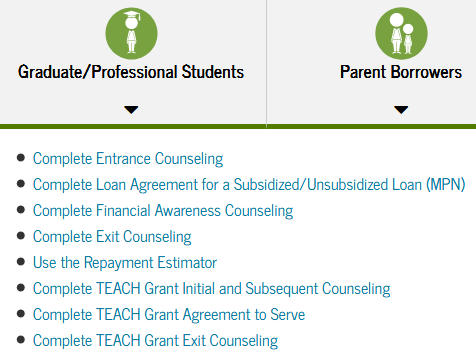 Graduate/Professional Students
Parent Borrowers
Complete Entrance Counseling
Complete Loan Agreement for a Subsidized/Unsubsidized Loan (MPN)
Complete Financial Awareness Counseling
Complete Exit Counseling
Use the Repayment Estimator
Complete TEACH Grant Initial and Subsequent Counseling
Complete TEACH Grant Agreement to Serve
Complete TEACH Grant Exit Counseling